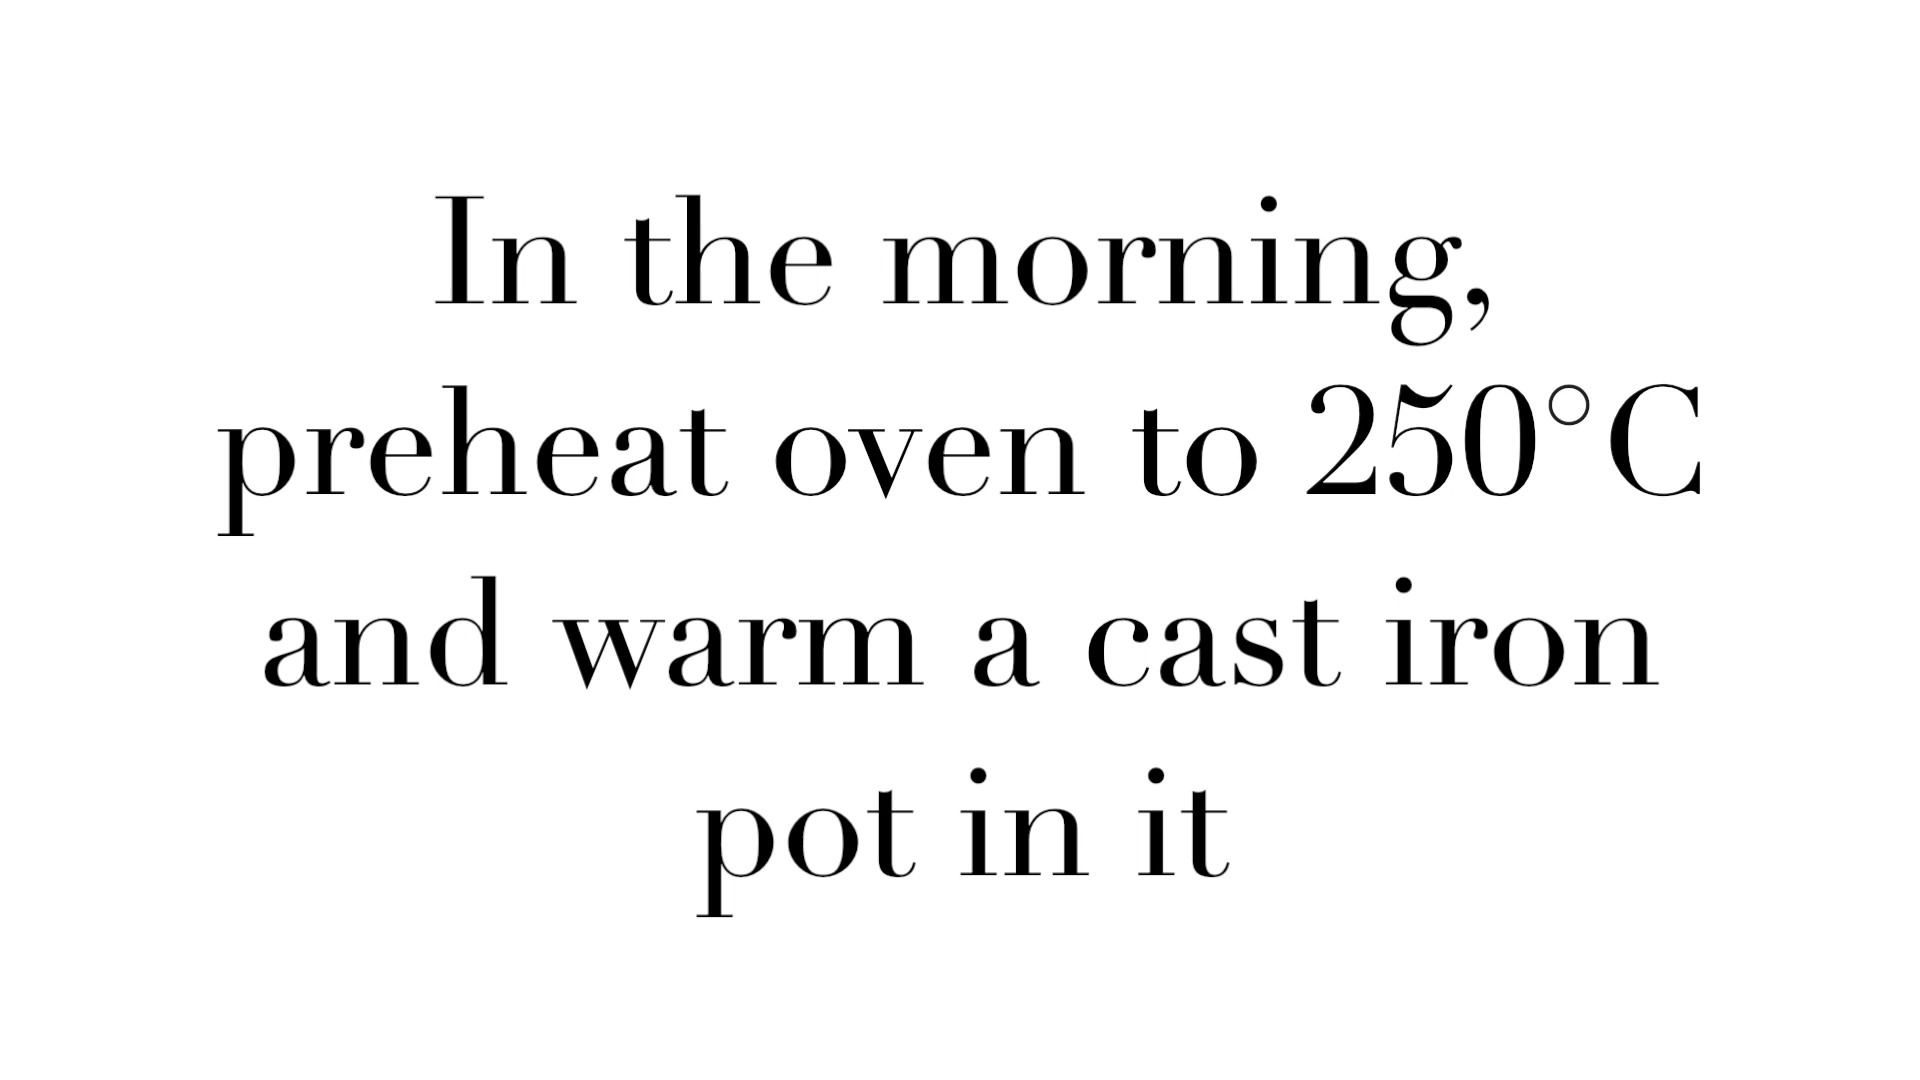 In the morning,
preheat oven to 250°C
and warm a cast iron
pot in it